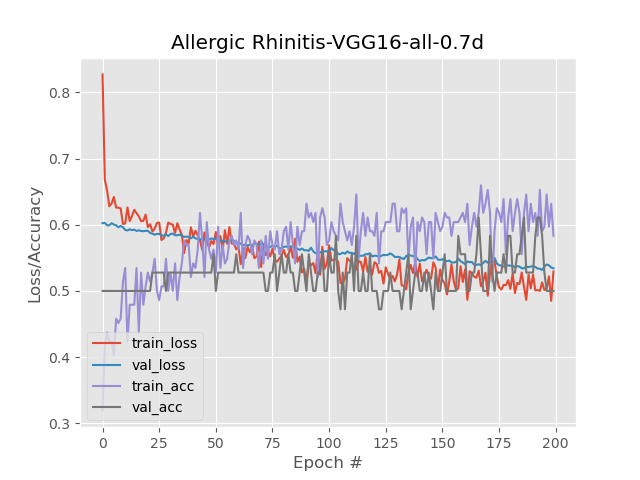 Allergic Rhinitis-VGG16-all-0.7d
0.8
0.7
0.6
0.5
0.4
0.3
Loss/Accuracy
train_loss
val_loss
train_acc
val_acc
0 25 50 75 100 125 150 175 200
Epoch #